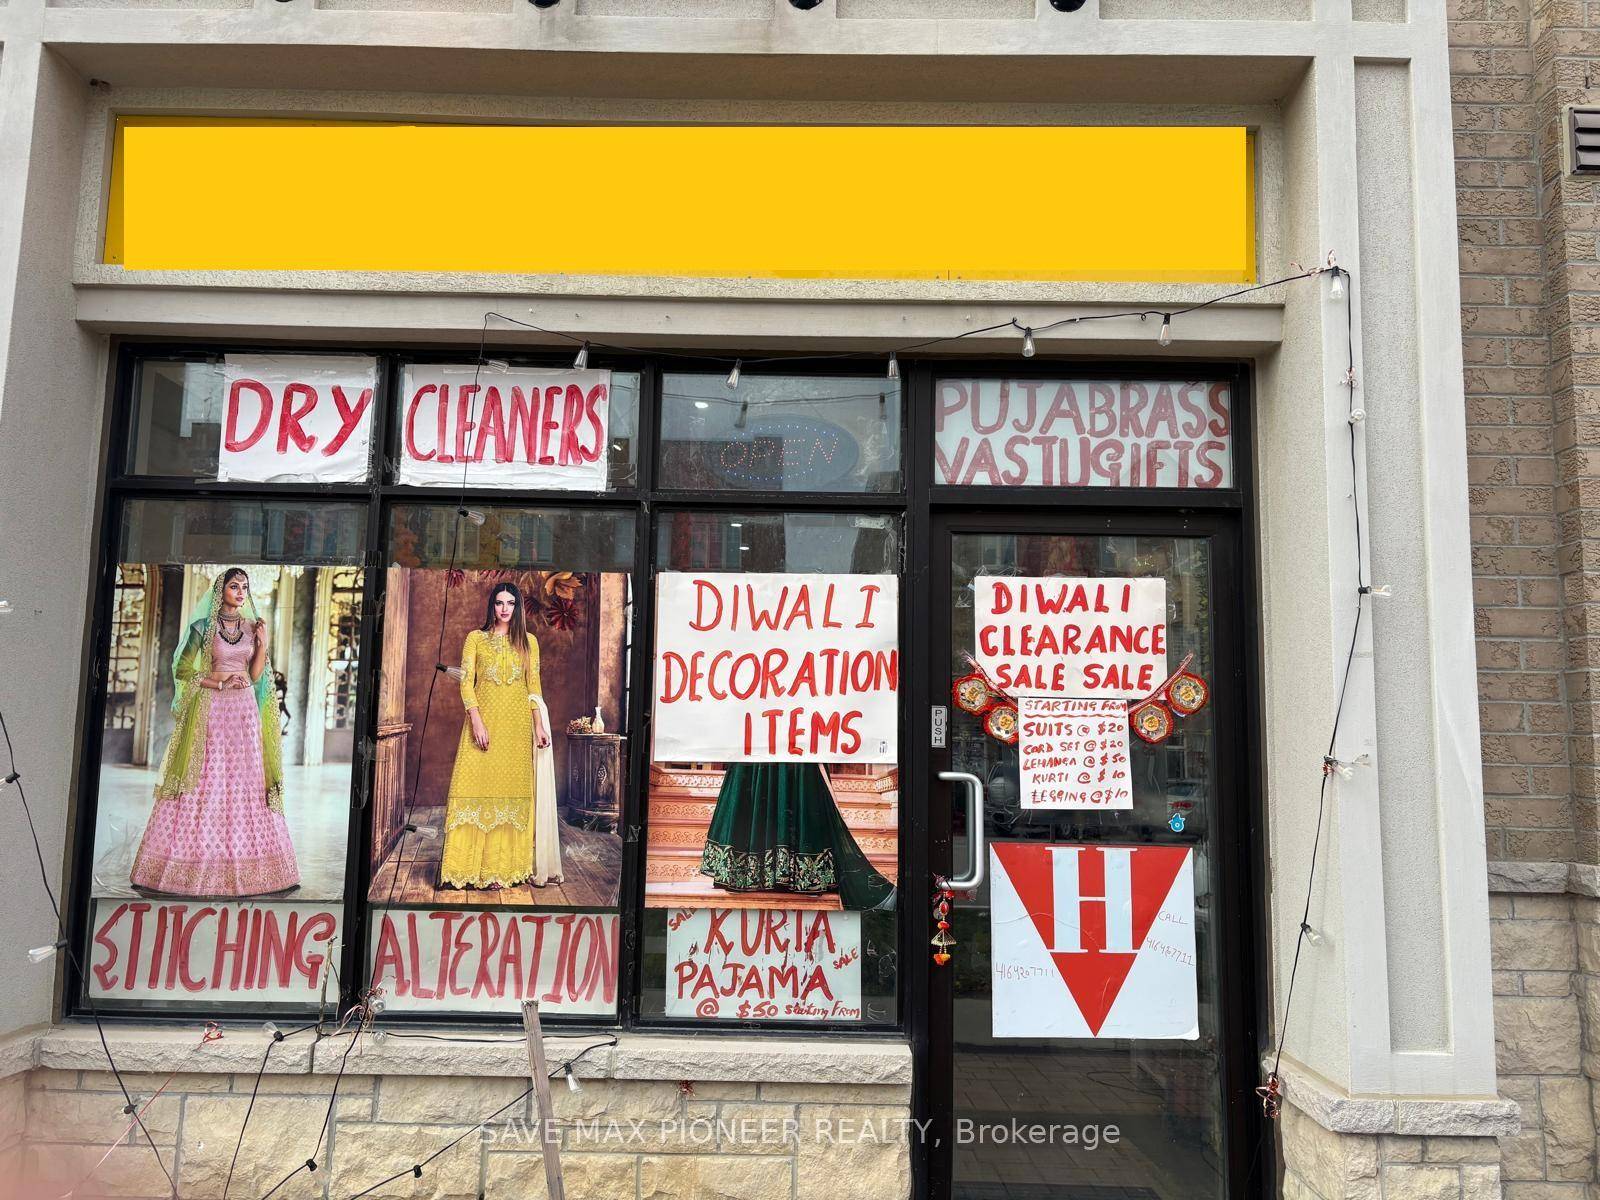 DRY CLEANERS
OPEN
PUJABRASS
VASTUGIFTS
DIWALI
DECORATION
ITEMS
DIWALI
CLEARANCE
SALE SALE
STARTING FROM
SUITS @ $20
CORD SET @ $20
LEHANGA @ $50
KURTI @ $10
LEGGING @ $10
PUSH
H
CALL
4164267711
4164267711
STITCHING
ALTERATION
SALE
KURTA
SALE
PAJAMA
@ $50 starting FROM
SAVE MAX PIONEER REALTY, Brokerage